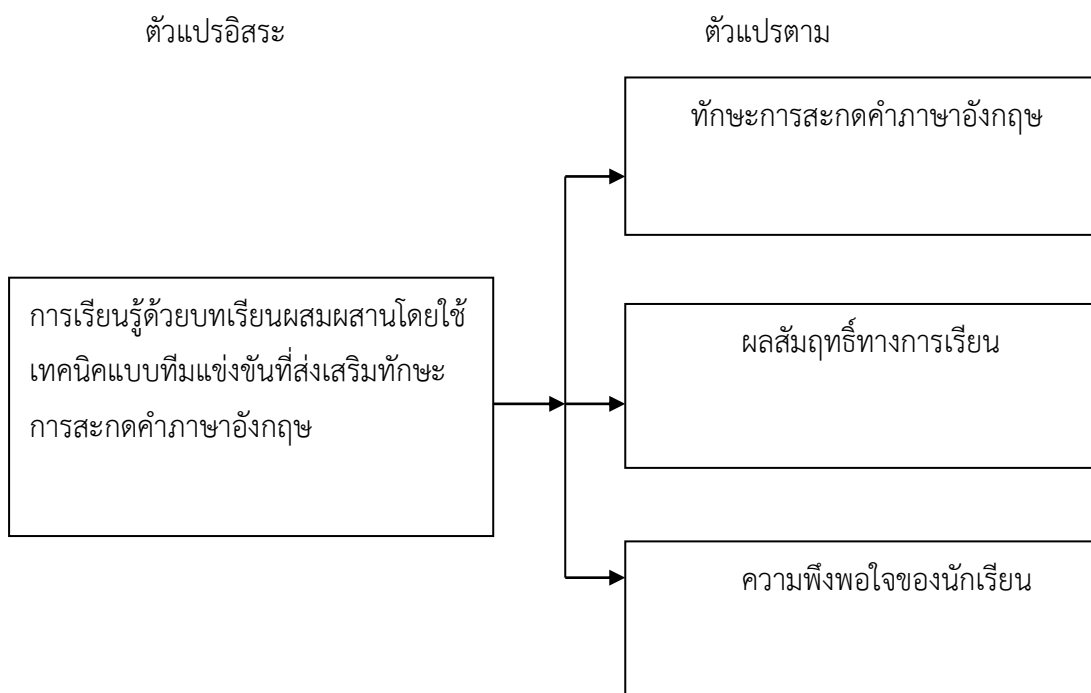 ตัวแปรอิสระ
ตัวแปรตาม
ทักษะการสะกดคำภาษาอังกฤษ
การเรียนรู้ด้วยบทเรียนผสมผสานโดยใช้
เทคนิคแบบทีมแข่งขันที่ส่งเสริมทักษะ
การสะกดคำภาษาอังกฤษ
ผลสัมฤทธิ์ทางการเรียน
ความพึงพอใจของนักเรียน